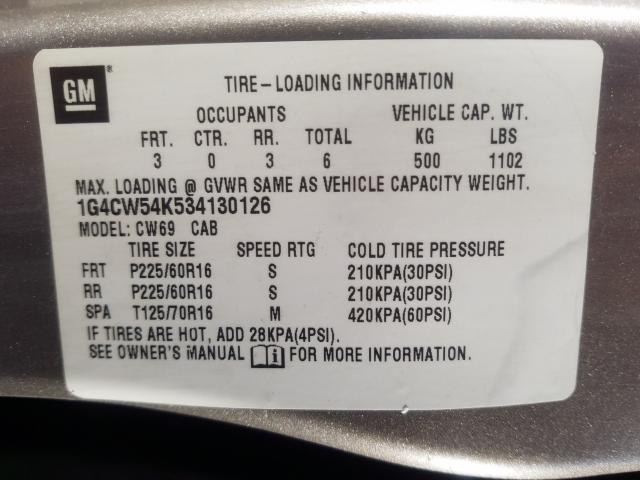 GM ®
TIRE-LOADING INFORMATION
OCCUPANTS VEHICLE CAP. WT.
FRT. CTR. RR. TOTAL KG LBS
3 0 3 6 500 1102
MAX. LOADING @ GVWR SAME AS VEHICLE CAPACITY WEIGHT.
1G4CW54K534130126
MODEL: CW69 CAB
TIRE SIZE SPEED RTG COLD TIRE PRESSURE
FRT P225/60R16 S 210KPA(30PSI)
RR P225/60R16 S 210KPA(30PSI)
SPA T125/70R16 M 420KPA(60PSI)
IF TIRES ARE HOT, ADD 28KPA(4PSI).
SEE OWNER'S MANUAL i FOR MORE INFORMATION.